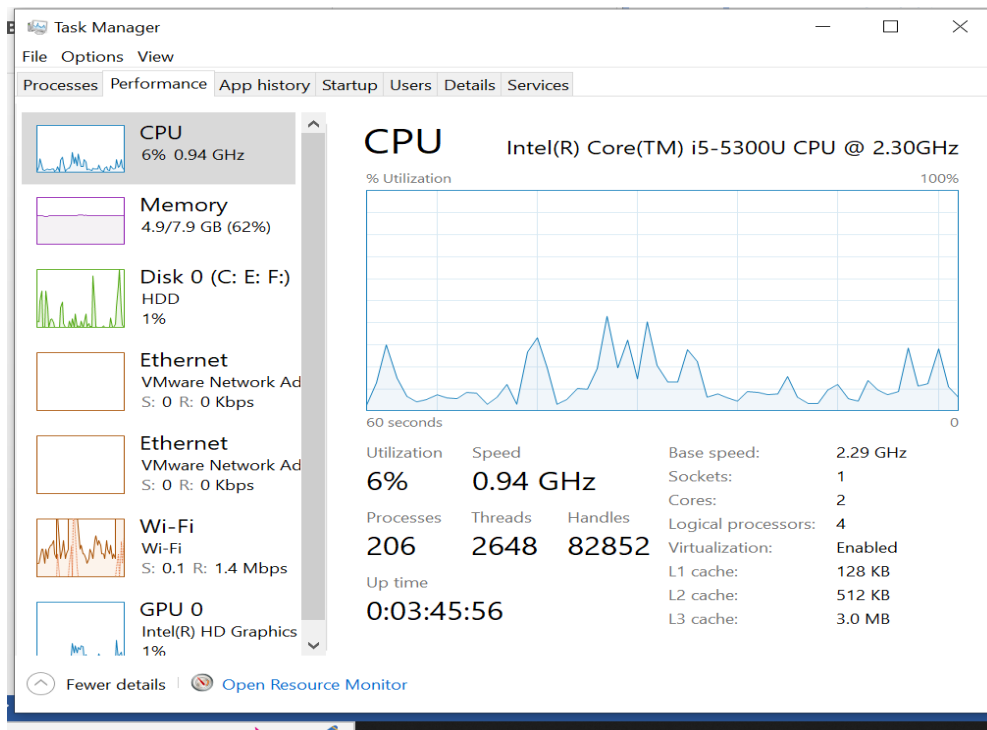 Task Manager
File Options View
Processes Performance App history Startup Users Details Services
CPU
6% 0.94 GHz
Memory
4.9/7.9 GB (62%)
Disk 0 (C: E: F:)
HDD
1%
Ethernet
VMware Network Ad
S: 0 R: 0 Kbps
Ethernet
VMware Network Ad
S: 0 R: 0 Kbps
Wi-Fi
Wi-Fi
S: 0.1 R: 1.4 Mbps
GPU 0
Intel(R) HD Graphics
1%
CPU Intel(R) Core(TM) i5-5300U CPU @ 2.30GHz
% Utilization 100%
60 seconds 0
Utilization Speed
6% 0.94 GHz
Processes Threads Handles
206 2648 82852
Up time
0:03:45:56
Base speed: 2.29 GHz
Sockets: 1
Cores: 2
Logical processors: 4
Virtualization: Enabled
L1 cache: 128 KB
L2 cache: 512 KB
L3 cache: 3.0 MB
Fewer details Open Resource Monitor